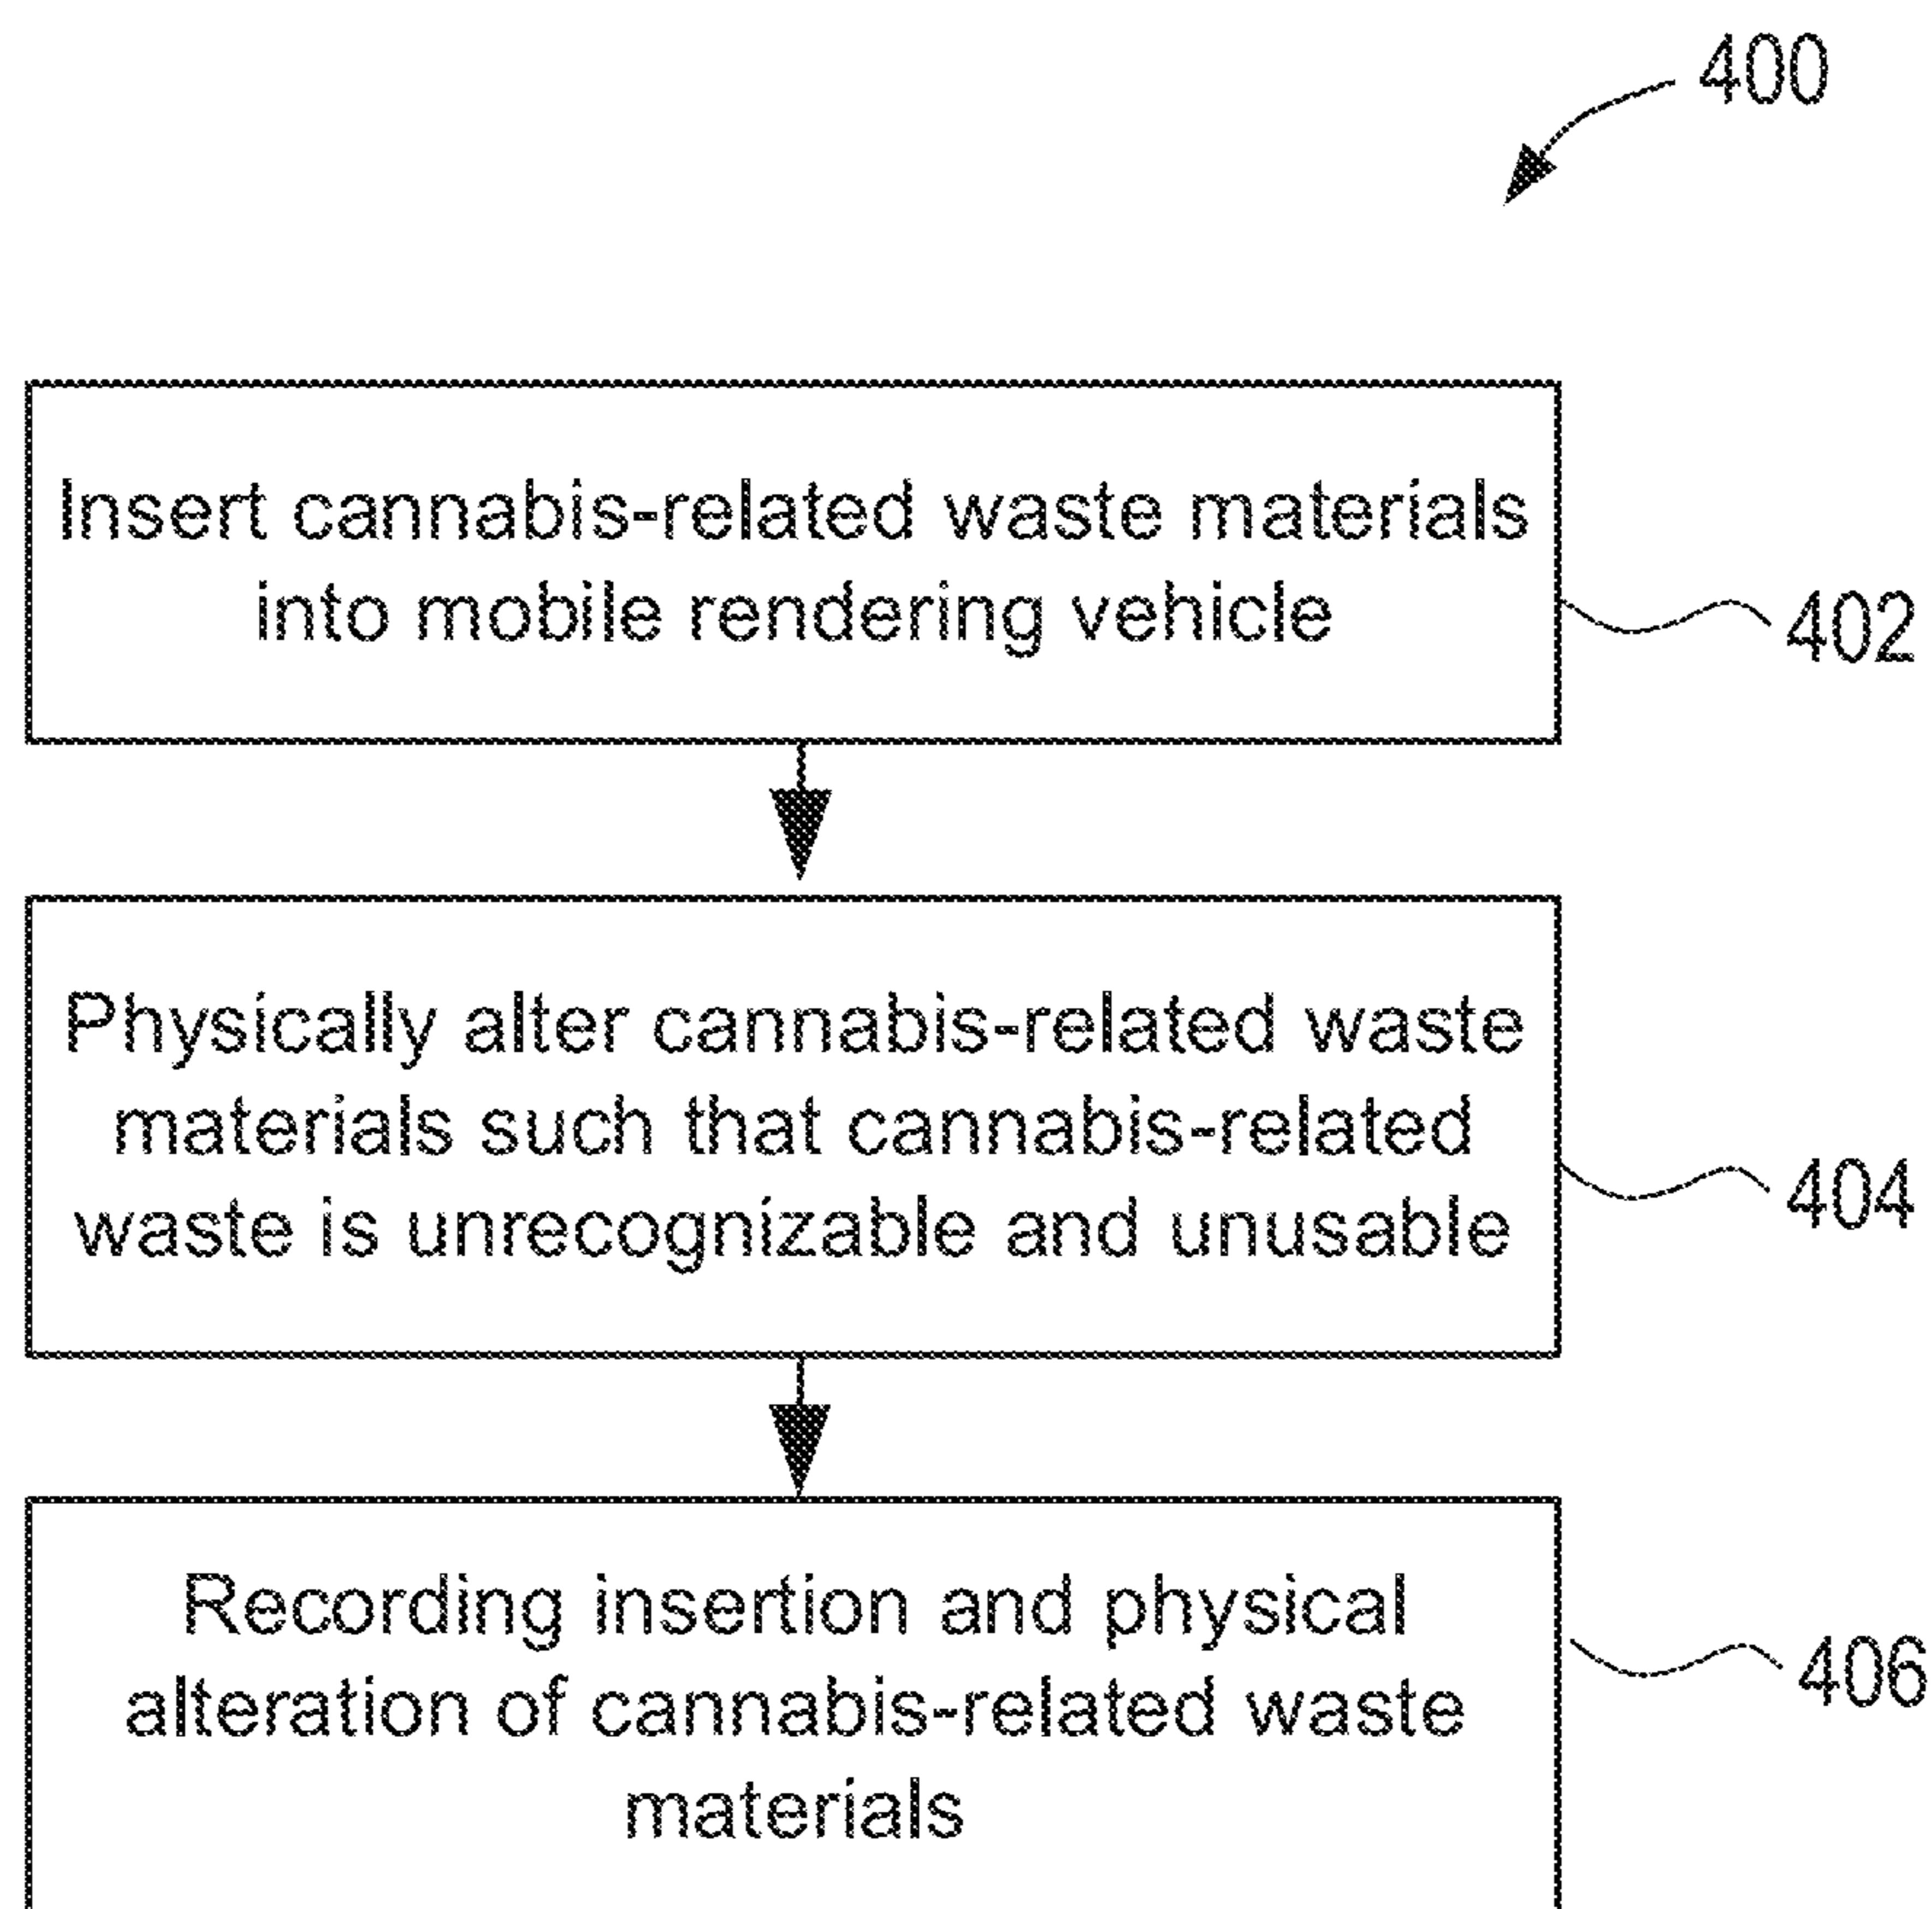 400
Insert cannabis-related waste materials
into mobile rendering vehicle
402
Physically alter cannabis-related waste
materials such that cannabis-related
waste is unrecognizable and unusable
404
Recording insertion and physical
alteration of cannabis-related waste
materials
406